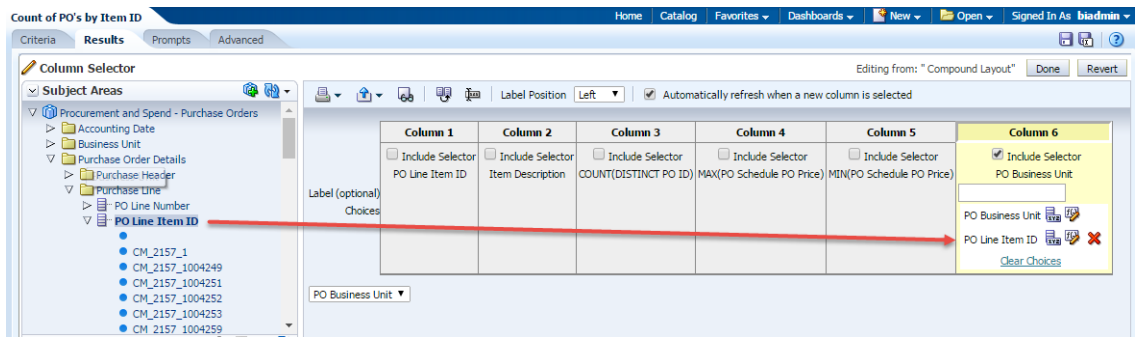 Count of PO's by Item ID
Home Catalog Favorites Dashboards New Open Signed In As biadmin
Criteria Results Prompts Advanced
Column Selector
Editing from: " Compound Layout" Done Revert
Subject Areas
Label Position Left Automatically refresh when a new column is selected
Procurement and Spend - Purchase Orders
Accounting Date
Business Unit
Purchase Order Details
Purchase Header
Purchase Line
PO Line Number
PO Line Item ID
CM_2157_1
CM_2157_1004249
CM_2157_1004251
CM_2157_1004252
CM_2157_1004253
CM_2157_1004259
Column 1 Column 2 Column 3 Column 4 Column 5 Column 6
Include Selector Include Selector Include Selector Include Selector Include Selector Include Selector
PO Line Item ID Item Description COUNT(DISTINCT PO ID) MAX(PO Schedule PO Price) MIN(PO Schedule PO Price) PO Business Unit
Label (optional)
Choices
PO Business Unit
PO Line Item ID
Clear Choices
PO Business Unit